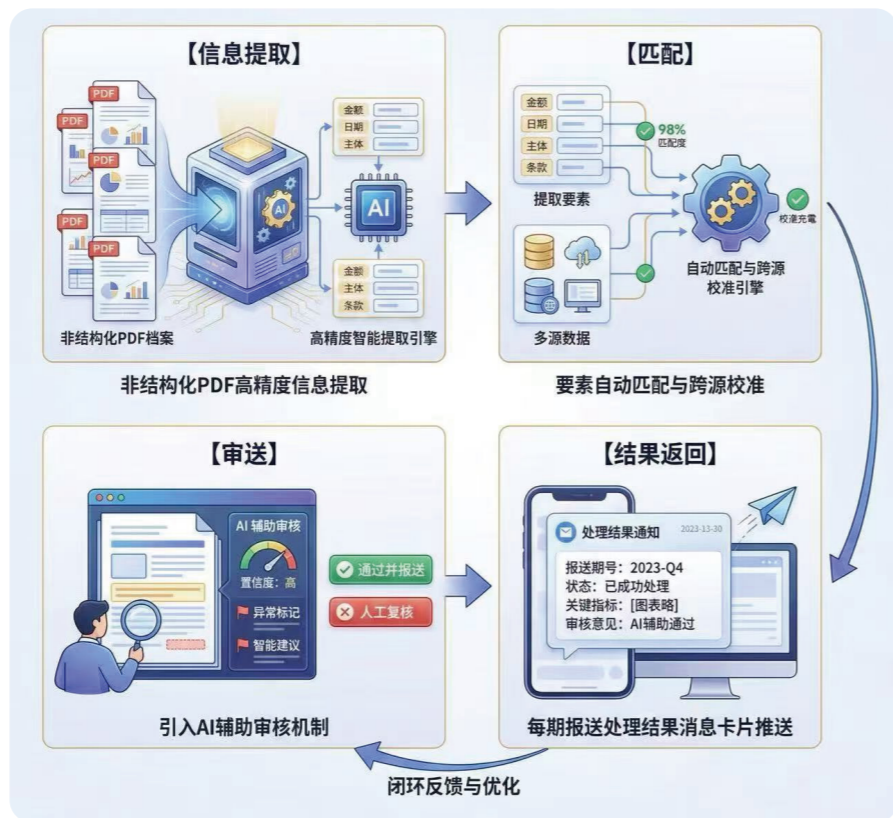 【信息提取】
PDF
PDF
PDF
PDF
PDF
AI
金额
日期
主体
AI
金额
主体
条款
非结构化PDF档案
高精度智能提取引擎
非结构化PDF高精度信息提取
【匹配】
金额
日期
主体
条款
提取要素
98%
匹配度
多源数据
自动匹配与跨源
校准引擎
要素自动匹配与跨源校准
【审送】
AI 辅助审核
置信度：高
异常标记
智能建议
通过并报送
人工复核
引入AI辅助审核机制
【结果返回】
处理结果通知
2023-13-30
报送期号：2023-Q4
状态：已成功处理
关键指标：[图表略]
审核意见：AI辅助通过
每期报送处理结果消息卡片推送
闭环反馈与优化